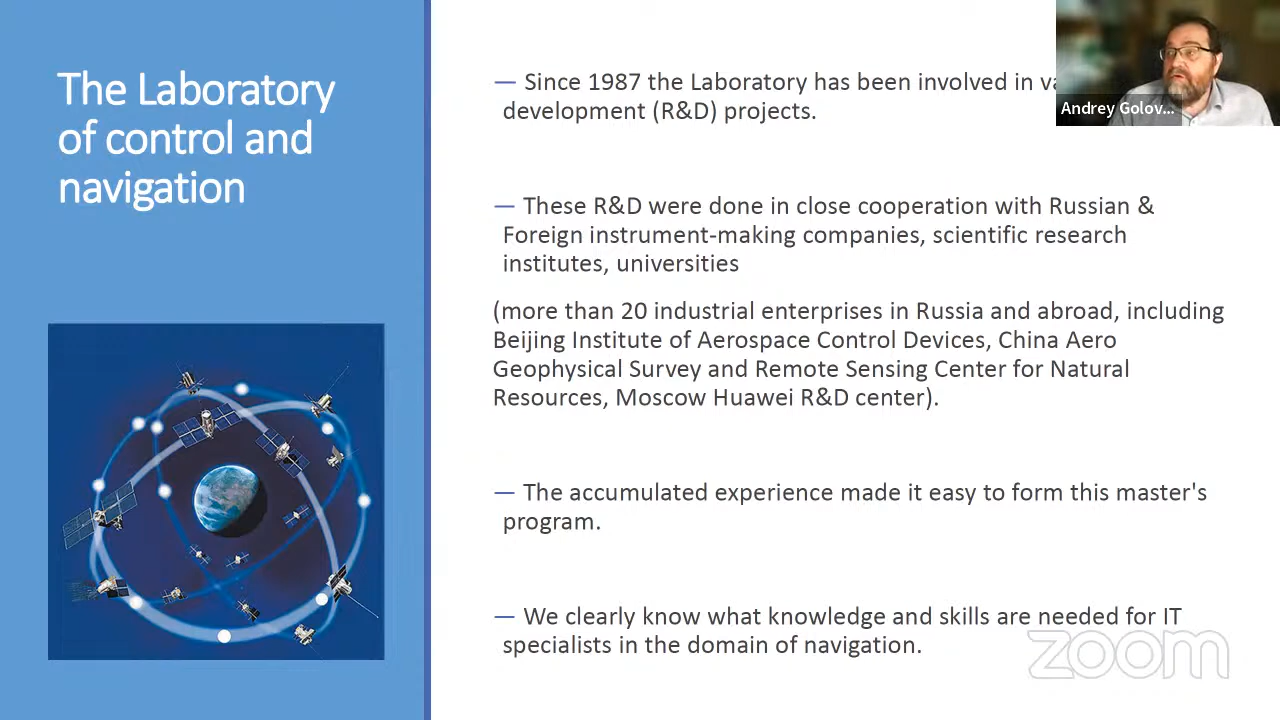 The Laboratory
of control and
navigation
— Since 1987 the Laboratory has been involved in
development (R&D) projects.
Andrey Golov...
— These R&D were done in close cooperation with Russian &
Foreign instrument-making companies, scientific research
institutes, universities
(more than 20 industrial enterprises in Russia and abroad, including
Beijing Institute of Aerospace Control Devices, China Aero
Geophysical Survey and Remote Sensing Center for Natural
Resources, Moscow Huawei R&D center).
— The accumulated experience made it easy to form this master's
program.
— We clearly know what knowledge and skills are needed for IT
specialists in the domain of navigation.
zoom